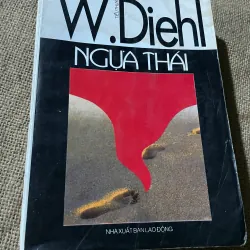 W.Diehl
NGỰA THÁI
NHÀ XUẤT BẢN LAO ĐỘNG